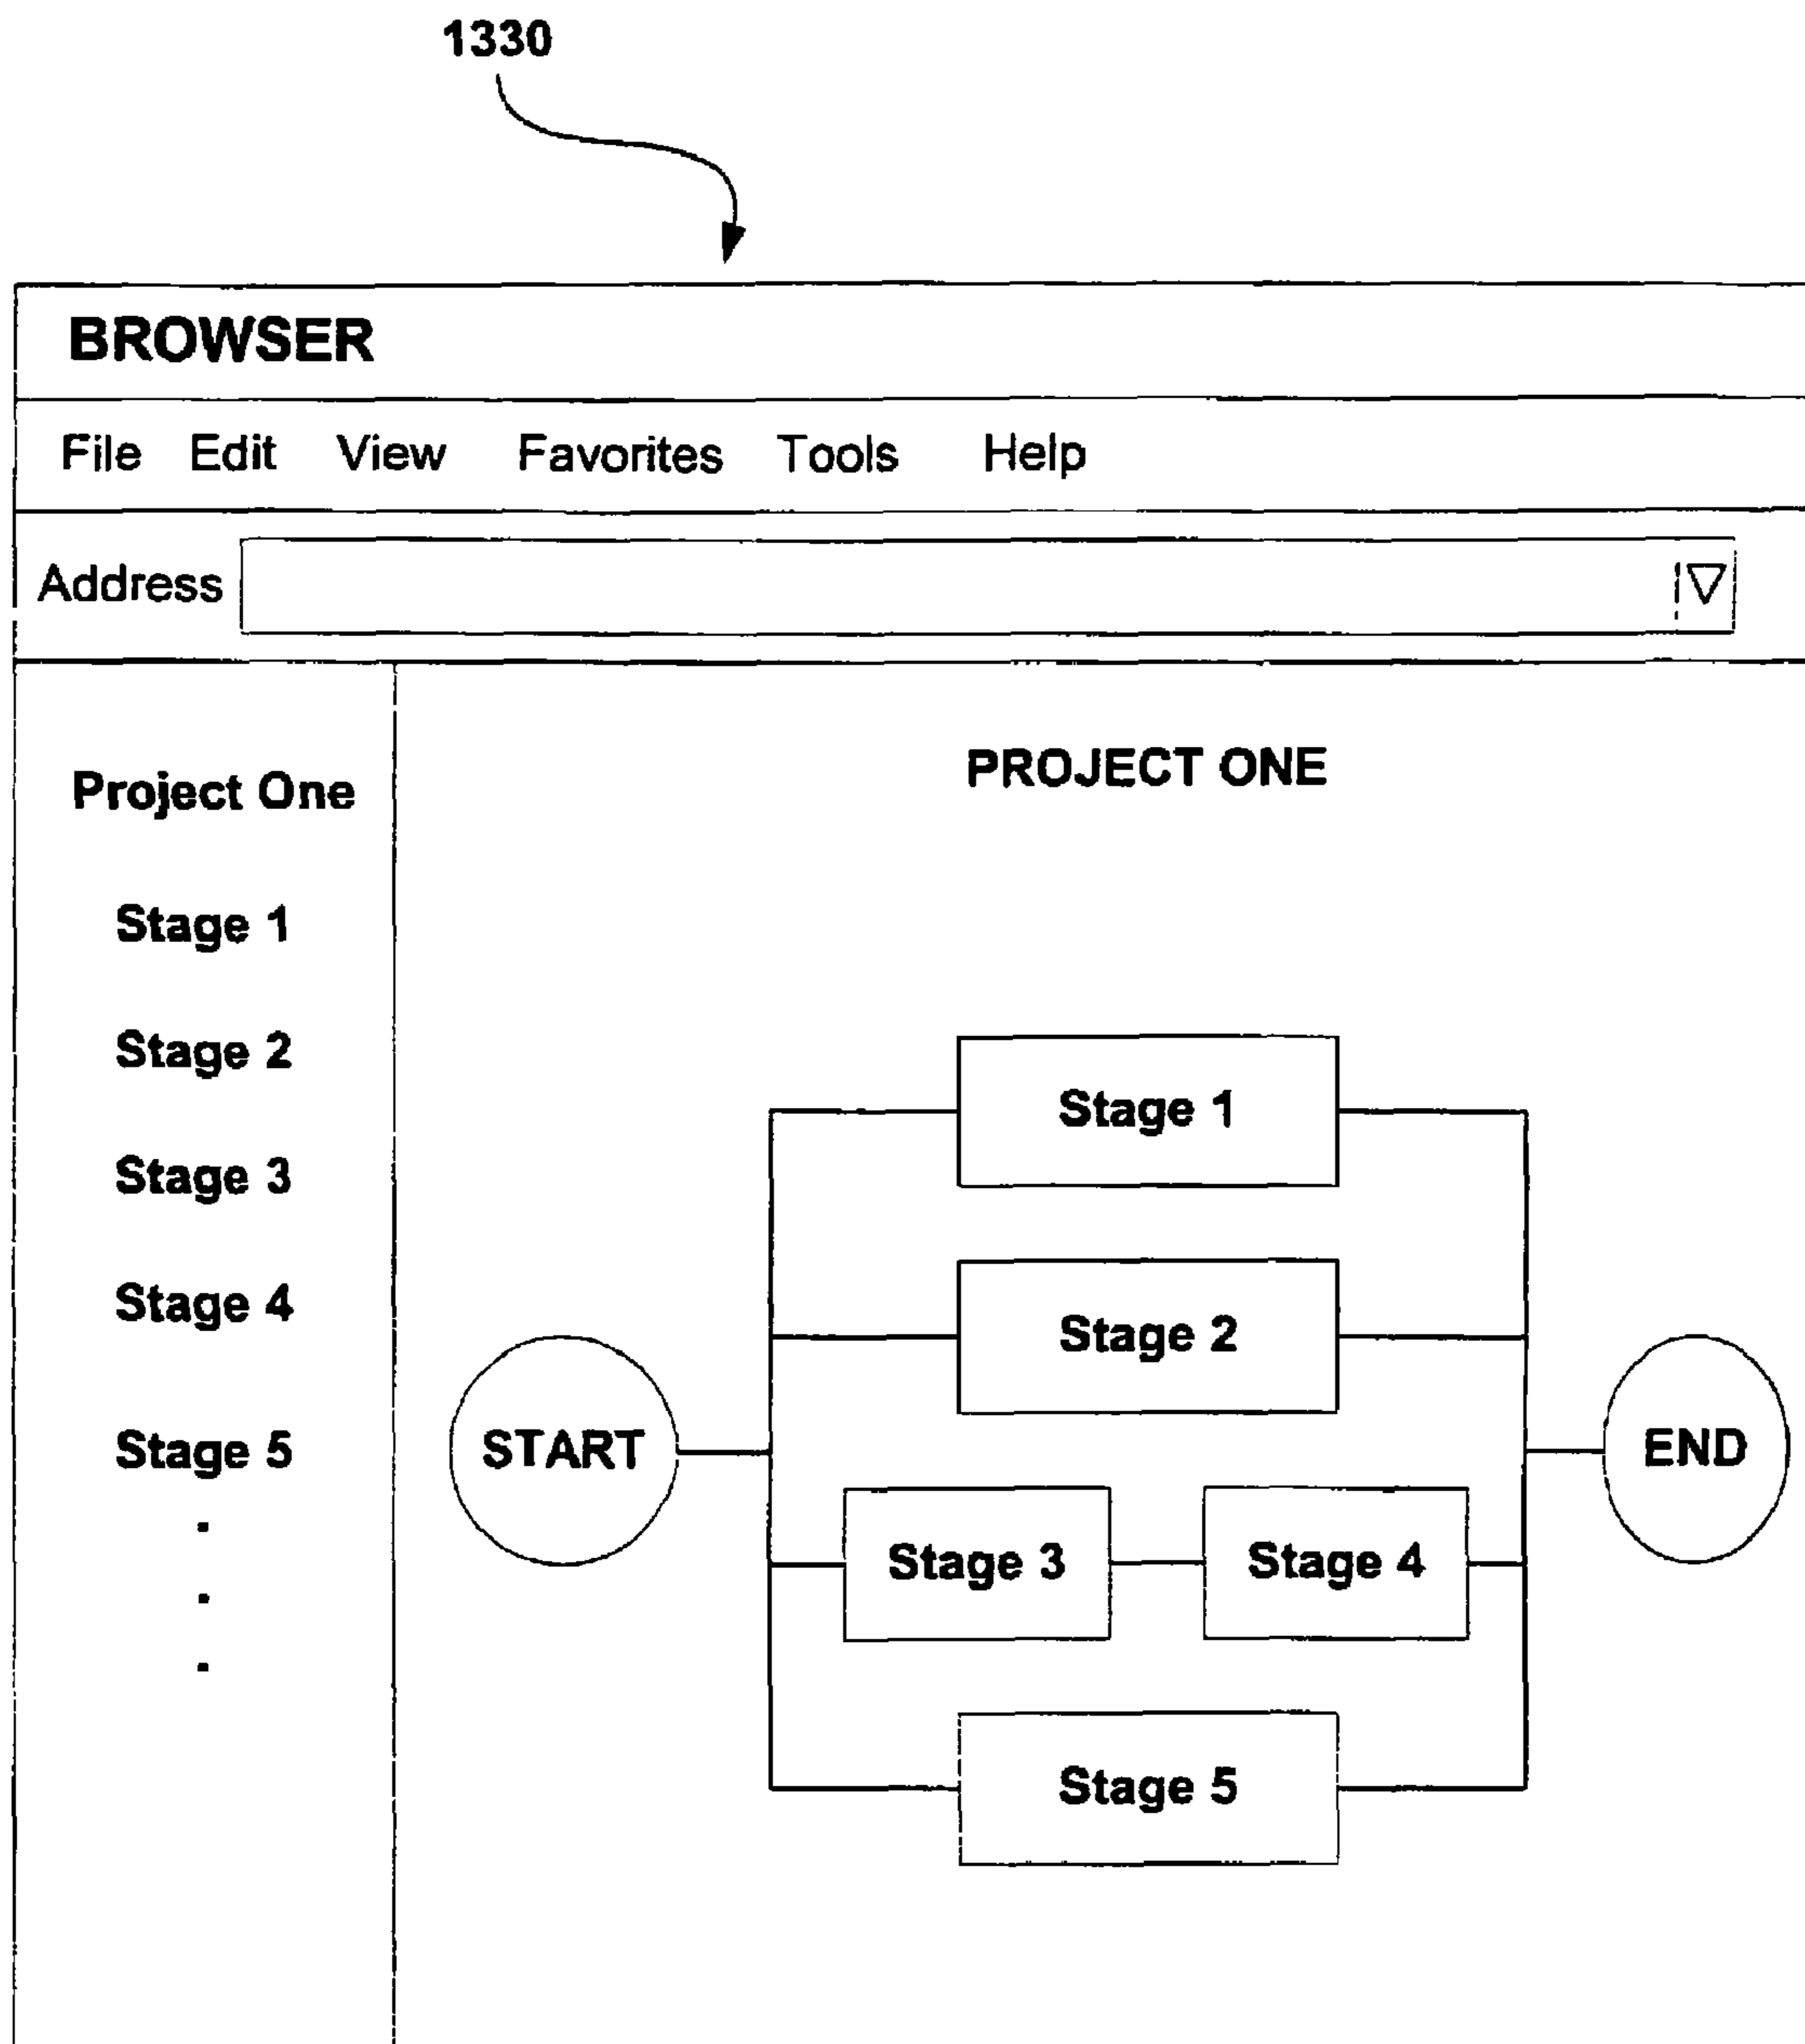 1330
BROWSER
File Edit View Favorites Tools Help
Address
Project One
Stage 1
Stage 2
Stage 3
Stage 4
Stage 5
PROJECT ONE
START
Stage 1
Stage 2
Stage 3
Stage 4
Stage 5
END